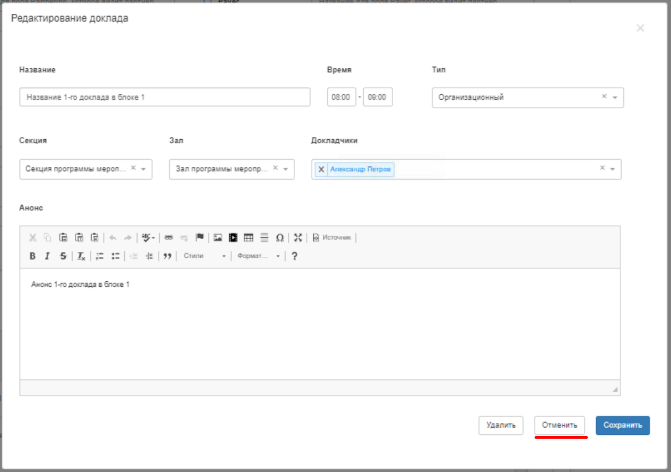 Редактирование доклада
Название
Время
Тип
Название 1-го доклада в блоке 1
08:00 - 09:00
Организационный
Секция
Зал
Докладчики
Секция программы мероп...
Зал программы меропр...
Александр Петров
Анонс
Источник
Стили
Формат...
Анонс 1-го доклада в блоке 1
Удалить
Отменить
Сохранить